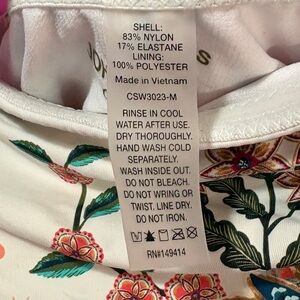 SHELL:
83% NYLON
17% ELASTANE
LINING:
100% POLYESTER
Made in Vietnam
CSW3023-M
RINSE IN COOL
WATER AFTER USE.
DRY THOROUGHLY.
HAND WASH COLD
SEPARATELY.
WASH INSIDE OUT.
DO NOT BLEACH.
DO NOT WRING OR
TWIST. LINE DRY.
DO NOT IRON.
RN#149414